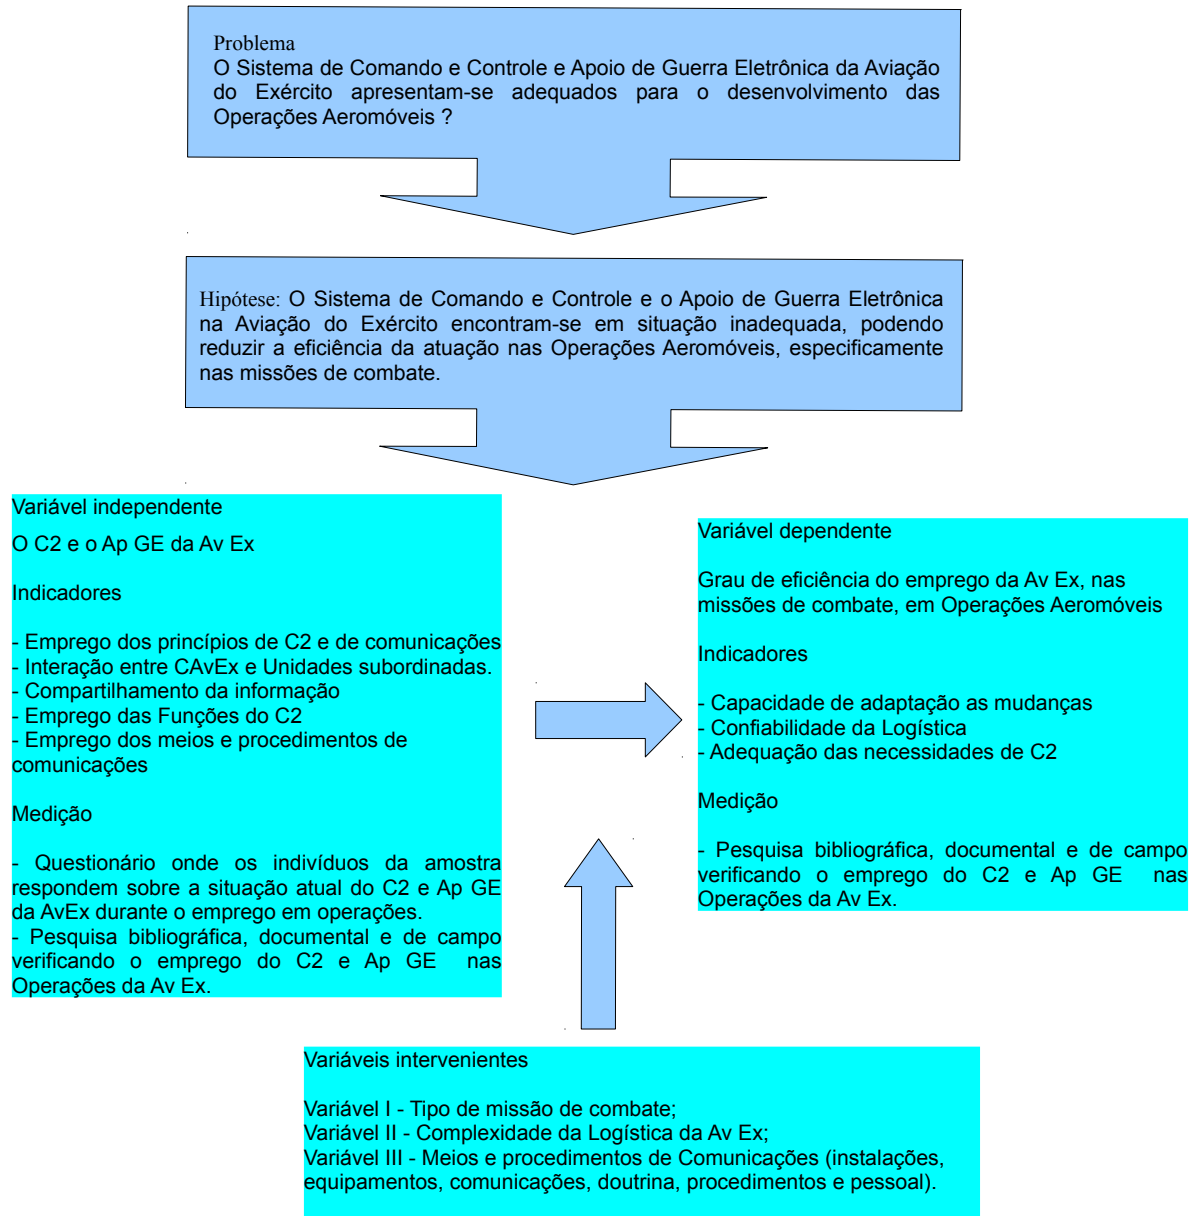 Problema
O Sistema de Comando e Controle e Apoio de Guerra Eletrônica da Aviação
do Exército apresentam-se adequados para o desenvolvimento das
Operações Aeromóveis ?
Hipótese: O Sistema de Comando e Controle e o Apoio de Guerra Eletrônica
na Aviação do Exército encontram-se em situação inadequada, podendo
reduzir a eficiência da atuação nas Operações Aeromóveis, especificamente
nas missões de combate.
Variável independente
O C2 e o Ap GE da Av Ex
Indicadores
- Emprego dos princípios de C2 e de comunicações
- Interação entre CAvEx e Unidades subordinadas.
- Compartilhamento da informação
- Emprego das Funções do C2
- Emprego dos meios e procedimentos de
comunicações
Medição
- Questionário onde os indivíduos da amostra
respondem sobre a situação atual do C2 e Ap GE
da AvEx durante o emprego em operações.
- Pesquisa bibliográfica, documental e de campo
verificando o emprego do C2 e Ap GE nas
Operações da Av Ex.
Variável dependente
Grau de eficiência do emprego da Av Ex, nas
missões de combate, em Operações Aeromóveis
Indicadores
- Capacidade de adaptação as mudanças
- Confiabilidade da Logística
- Adequação das necessidades de C2
Medição
- Pesquisa bibliográfica, documental e de campo
verificando o emprego do C2 e Ap GE nas
Operações da Av Ex.
Variáveis intervenientes
Variável I - Tipo de missão de combate;
Variável II - Complexidade da Logística da Av Ex;
Variável III - Meios e procedimentos de Comunicações (instalações,
equipamentos, comunicações, doutrina, procedimentos e pessoal).